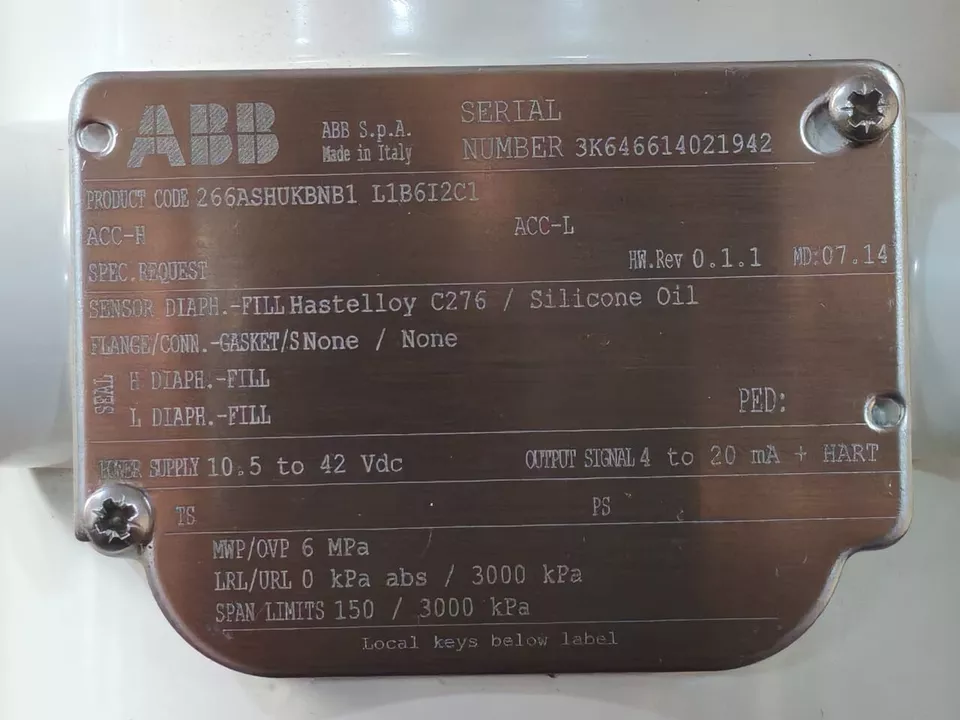 ABB
ABB S.p.A.
Made in Italy
SERIAL
NUMBER 3K646614021942
PRODUCT CODE 266ASHUKBNB1 L1B6I2C1
ACC-H ACC-L
SPEC.REQUEST HW.Rev 0.1.1 MD:07.14
SENSOR DIAPH.-FILL Hastelloy C276 / Silicone Oil
FLANGE/CONN.-GASKET/S None / None
SEAL
H DIAPH.-FILL
L DIAPH.-FILL PED:
POWER SUPPLY 10.5 to 42 Vdc OUTPUT SIGNAL 4 to 20 mA + HART
TS PS
MWP/OVP 6 MPa
LRL/URL 0 kPa abs / 3000 kPa
SPAN LIMITS 150 / 3000 kPa
Local keys below label